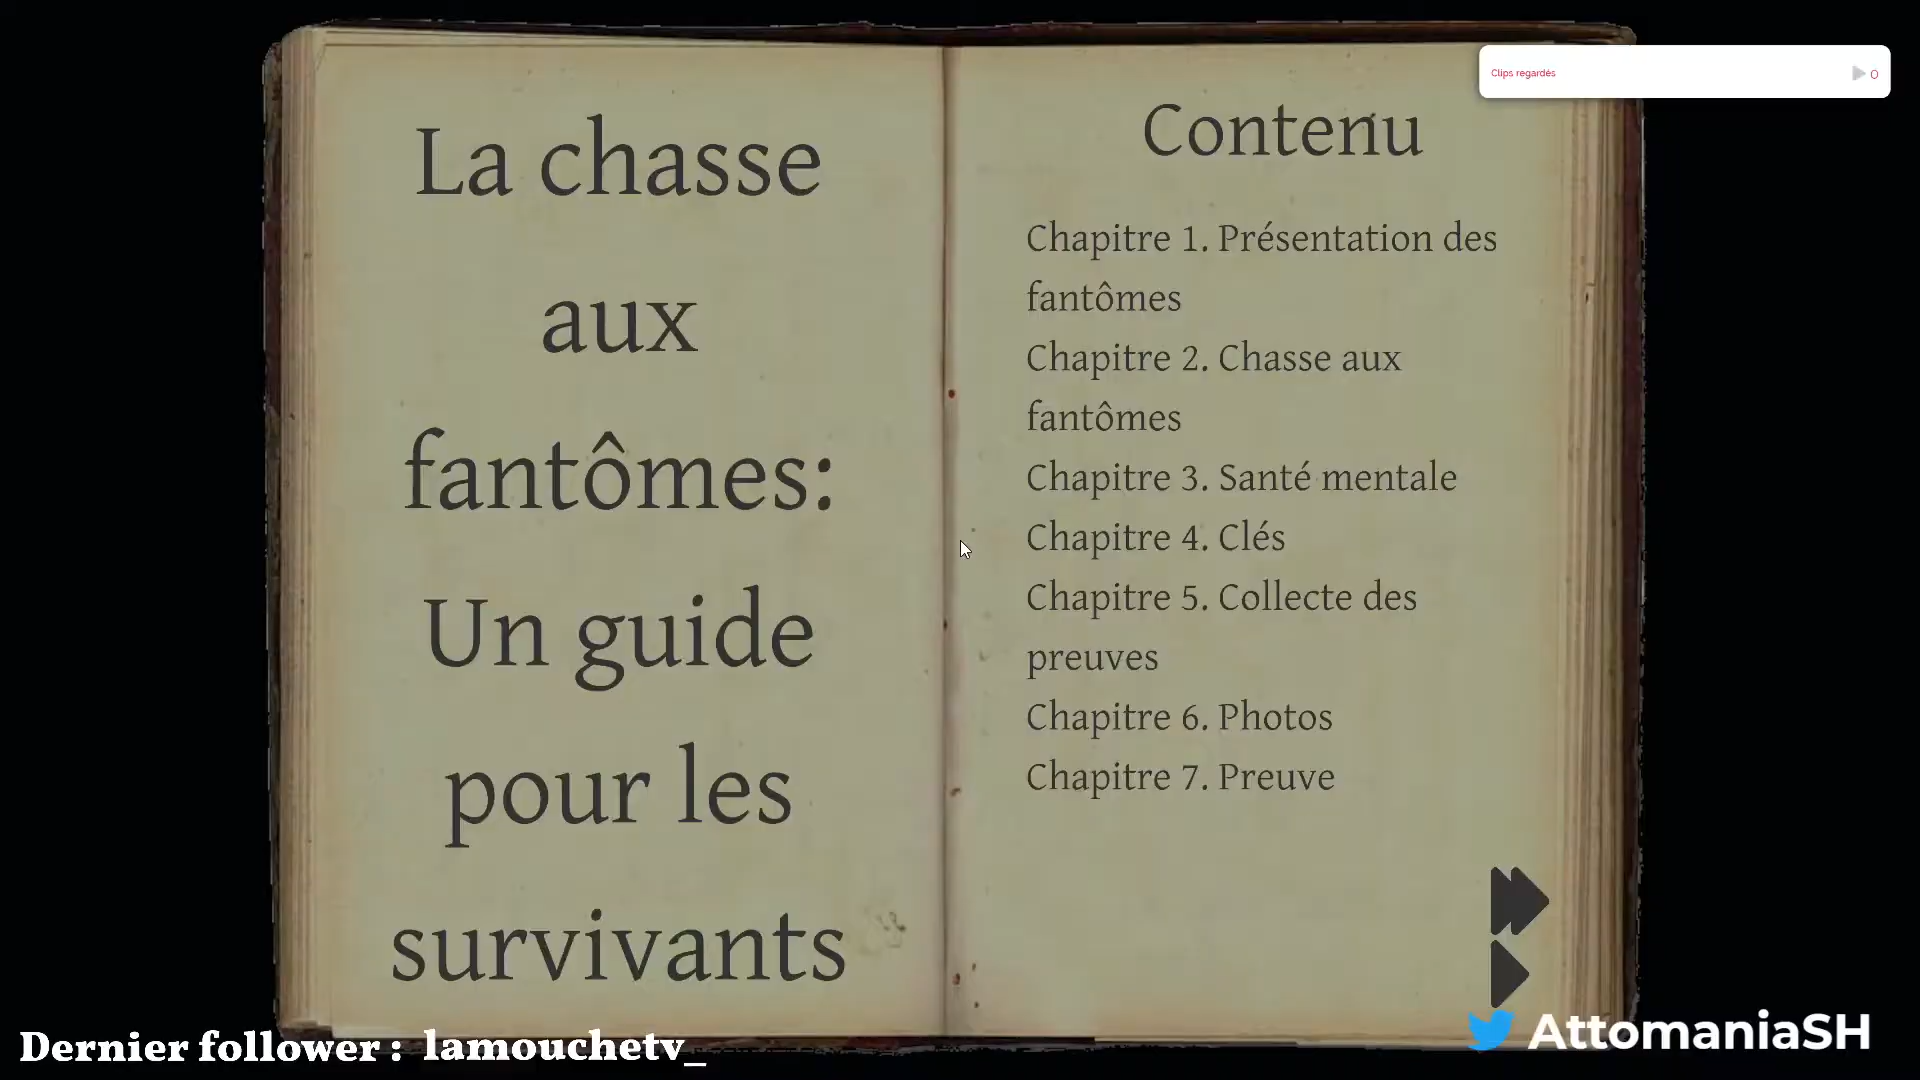 La chasse
aux
fantômes:
Un guide
pour les
survivants
Contenu
Chapitre 1. Présentation des
fantômes
Chapitre 2. Chasse aux
fantômes
Chapitre 3. Santé mentale
Chapitre 4. Clés
Chapitre 5. Collecte des
preuves
Chapitre 6. Photos
Chapitre 7. Preuve
Clips regardés
0
Dernier follower : lamouchetv_
AttomaniaSH